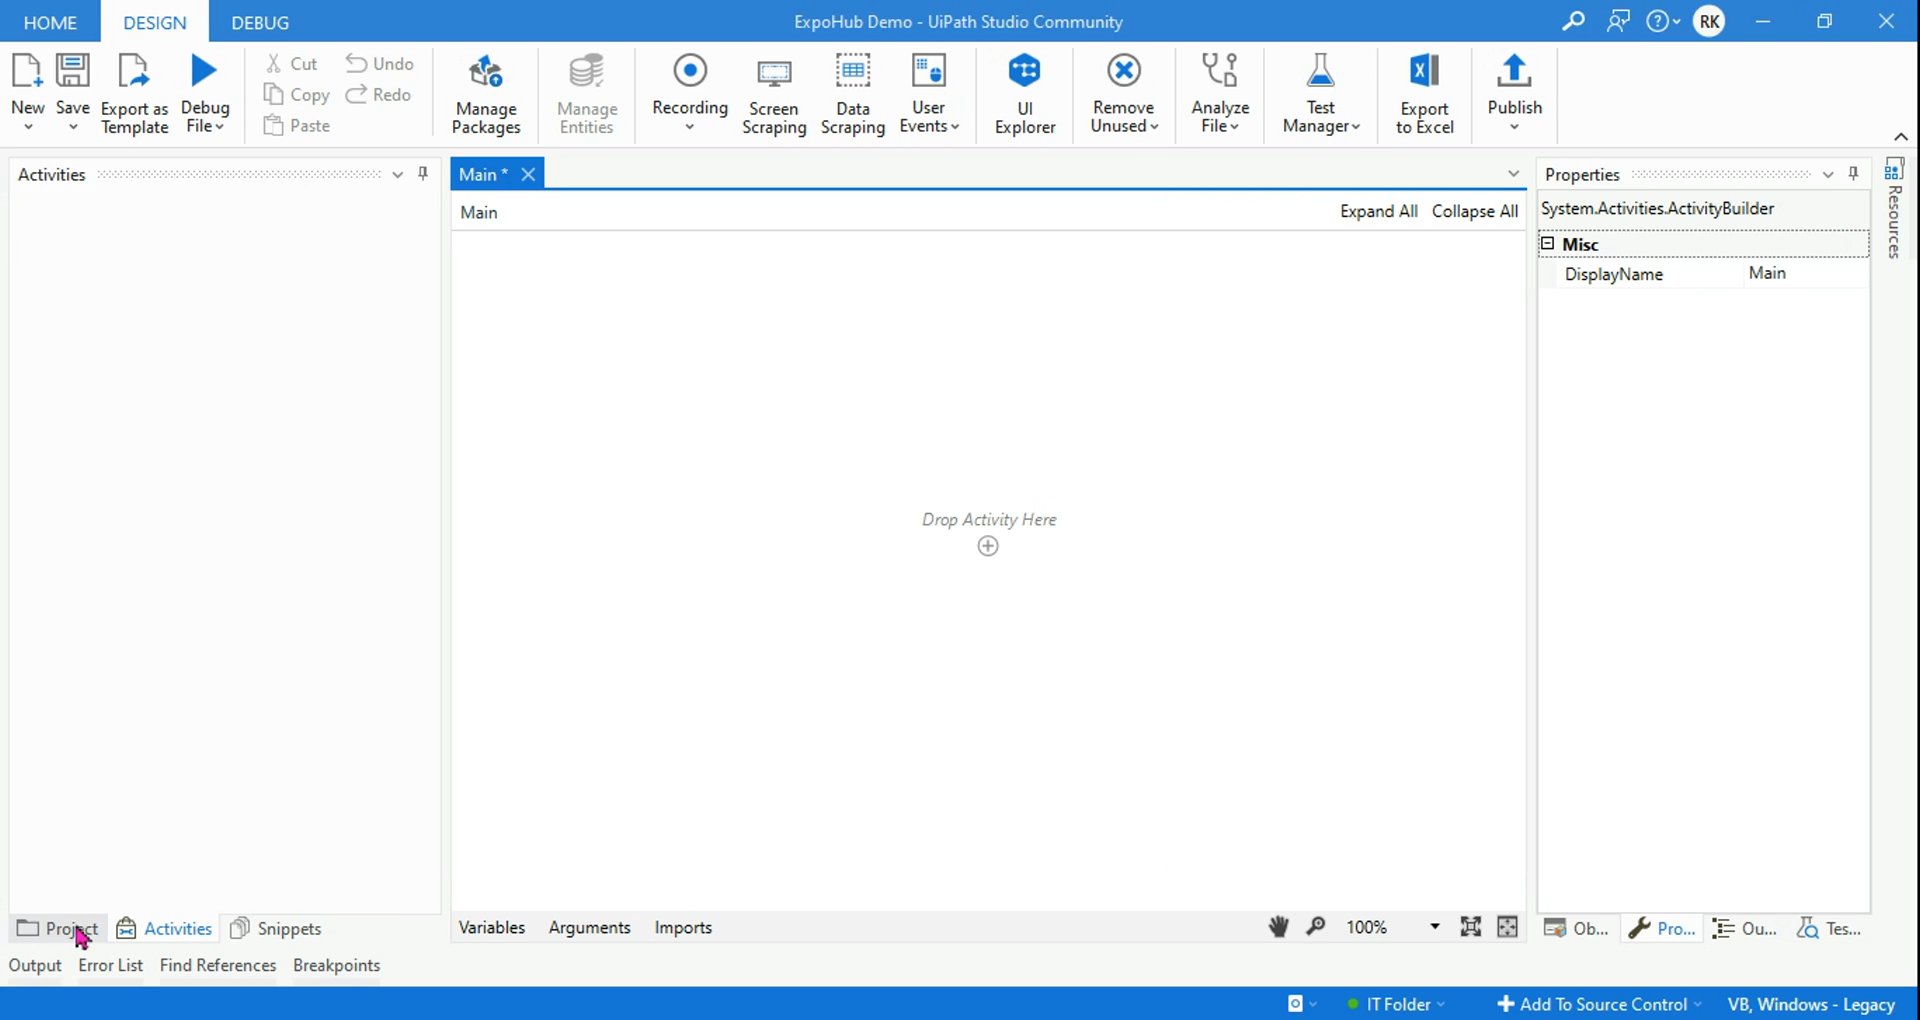 HOME DESIGN DEBUG ExpoHub Demo - UiPath Studio Community RK
New Save Export as Template Debug File
Cut Undo
Copy Redo
Paste
Manage Packages
Manage Entities
Recording
Screen Scraping
Data Scraping
User Events
UI Explorer
Remove Unused
Analyze File
Test Manager
Export to Excel
Publish
Activities
Main *
Main Expand All Collapse All
Drop Activity Here
Properties
System.Activities.ActivityBuilder
Misc
DisplayName Main
Resources
Project Activities Snippets
Variables Arguments Imports 100%
Ob... Pro... Ou... Tes...
Output Error List Find References Breakpoints
IT Folder Add To Source Control VB, Windows - Legacy